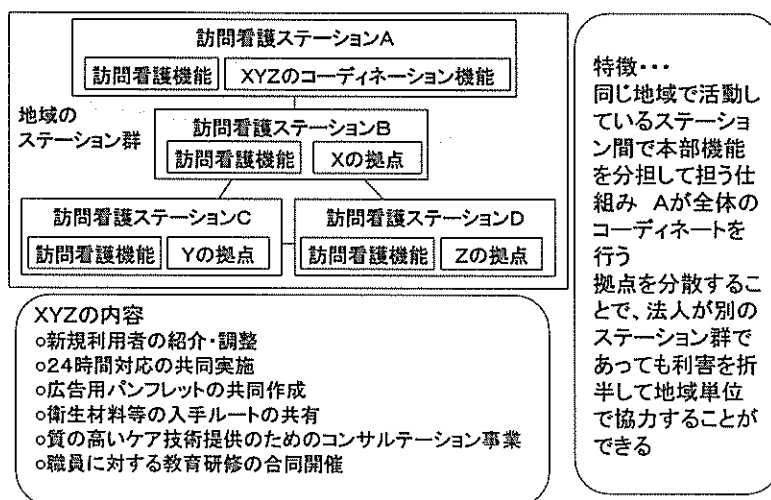 訪問看護ステーションA
訪問看護機能
XYZのコーディネーション機能
地域の
ステーション群
訪問看護ステーションB
訪問看護機能
Xの拠点
訪問看護ステーションC
訪問看護機能
Yの拠点
訪問看護ステーションD
訪問看護機能
Zの拠点
XYZの内容
○新規利用者の紹介・調整
○24時間対応の共同実施
○広告用パンフレットの共同作成
○衛生材料等の入手ルートの共有
○質の高いケア技術提供のためのコンサルテーション事業
○職員に対する教育研修の合同開催
特徴・・・
同じ地域で活動し
ているステーショ
ン間で本部機能
を分担して担う仕
組み Aが全体の
コーディネートを
行う
拠点を分散するこ
とで、法人が別の
ステーション群で
あっても利害を折
半して地域単位
で協力することが
できる